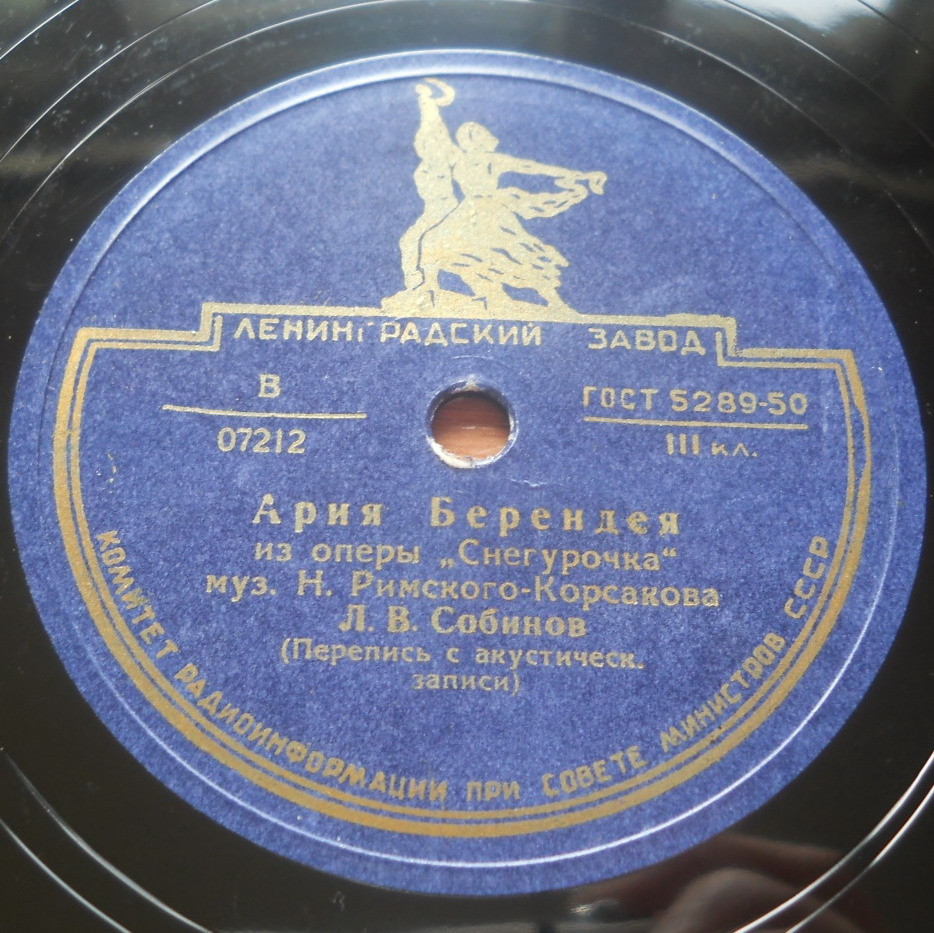 ЛЕНИНГРАДСКИЙ ЗАВОД
В
07212
ГОСТ 5289-50
III кл.
Ария Берендея
из оперы „Снегурочка“
муз. Н. Римского-Корсакова
Л. В. Собинов
(Перепись с акустическ.
записи)
КОМИТЕТ РАДИОИНФОРМАЦИИ ПРИ СОВЕТЕ МИНИСТРОВ СССР